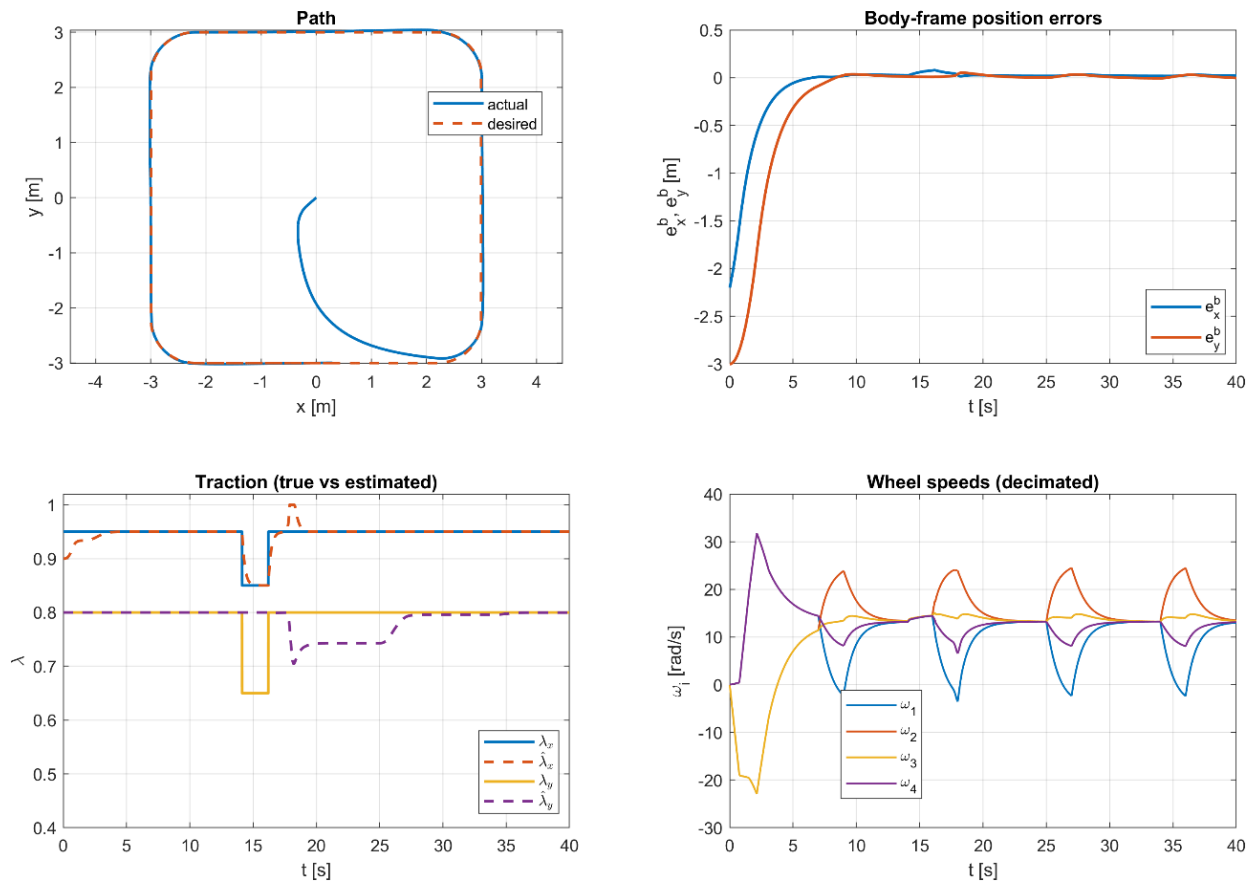 Path
3
2
1
0
-1
-2
-3
y [m]
actual
desired
-4 -3 -2 -1 0 1 2 3 4
x [m]
Body-frame position errors
0.5
0
-0.5
-1
-1.5
-2
-2.5
-3
e_x^b, e_y^b [m]
e_x^b
e_y^b
0 5 10 15 20 25 30 35 40
t [s]
Traction (true vs estimated)
1
0.9
0.8
0.7
0.6
0.5
0.4
λ
λ_x
λ̂_x
λ_y
λ̂_y
0 5 10 15 20 25 30 35 40
t [s]
Wheel speeds (decimated)
40
30
20
10
0
-10
-20
-30
ω_i [rad/s]
ω_1
ω_2
ω_3
ω_4
0 5 10 15 20 25 30 35 40
t [s]